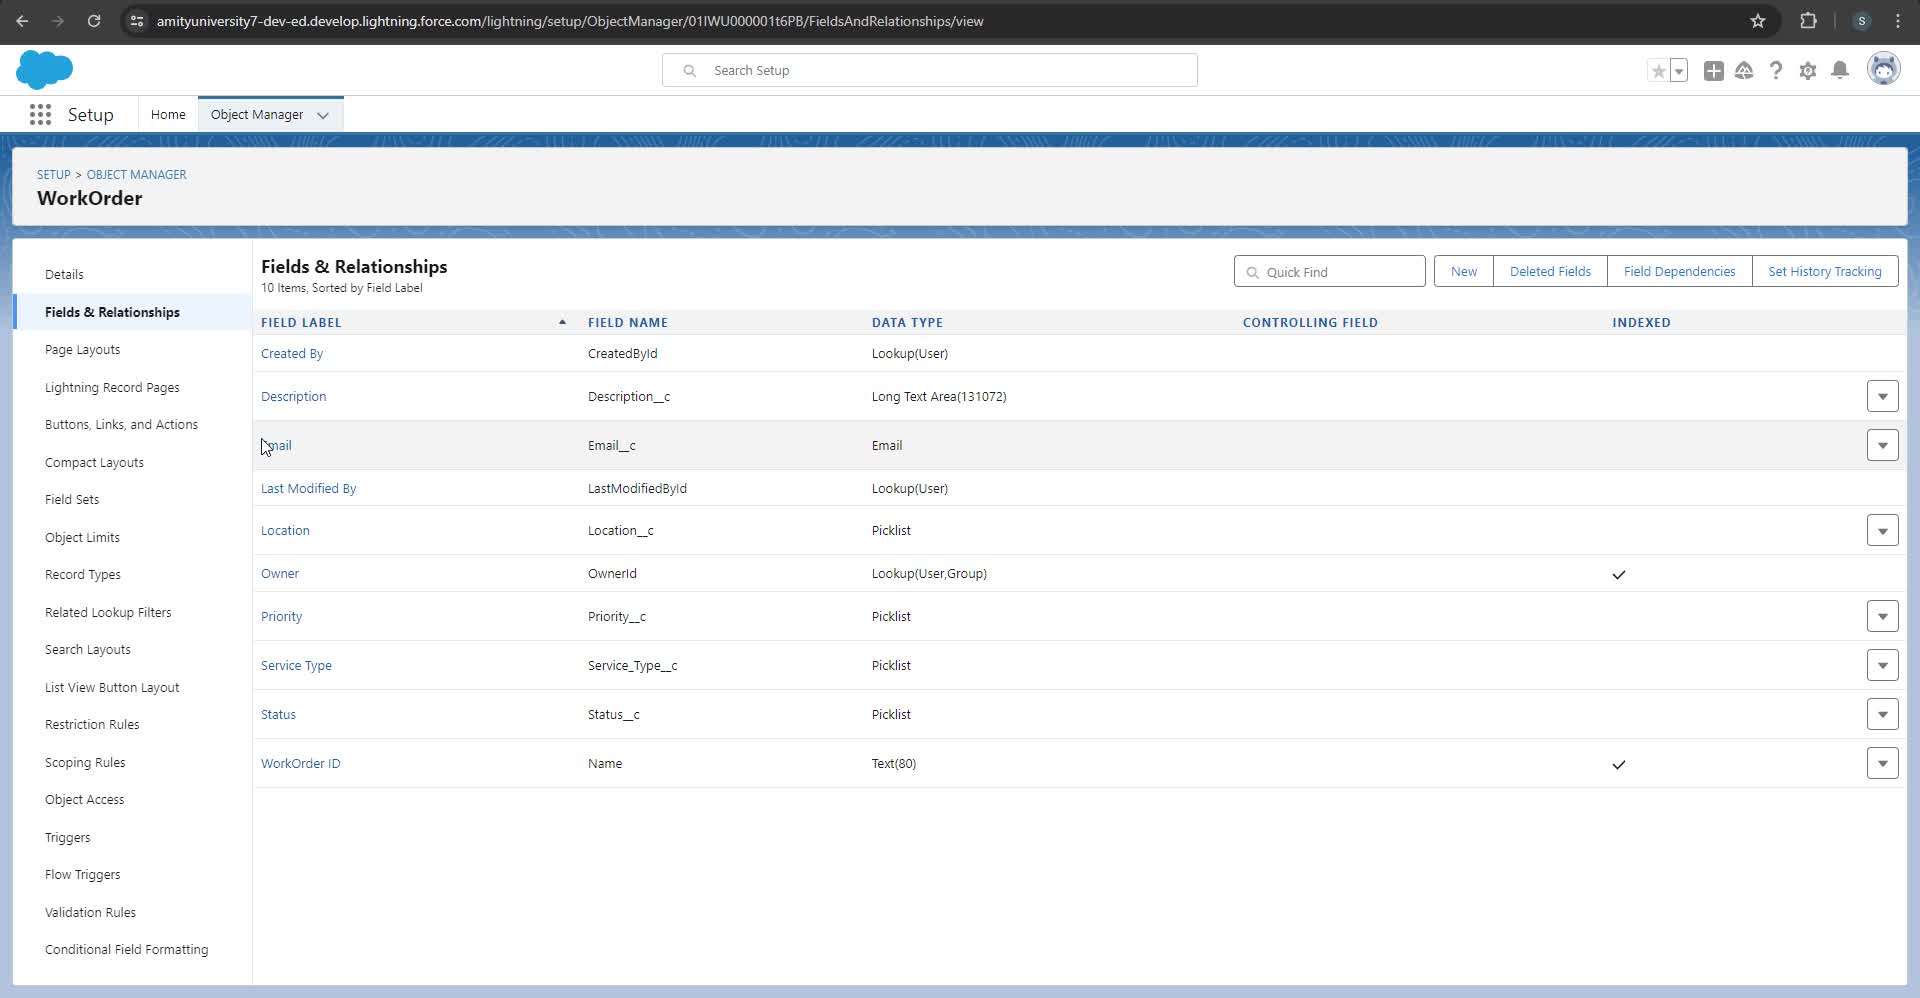 amityuniversity7-dev-ed.develop.lightning.force.com/lightning/setup/ObjectManager/01IWU000001t6PB/FieldsAndRelationships/view
S
Search Setup
Setup
Home
Object Manager
SETUP > OBJECT MANAGER
WorkOrder
Details
Fields & Relationships
Page Layouts
Lightning Record Pages
Buttons, Links, and Actions
Compact Layouts
Field Sets
Object Limits
Record Types
Related Lookup Filters
Search Layouts
List View Button Layout
Restriction Rules
Scoping Rules
Object Access
Triggers
Flow Triggers
Validation Rules
Conditional Field Formatting
Fields & Relationships
10 Items, Sorted by Field Label
Quick Find
New
Deleted Fields
Field Dependencies
Set History Tracking
FIELD LABEL FIELD NAME DATA TYPE CONTROLLING FIELD INDEXED
Created By CreatedById Lookup(User)
Description Description__c Long Text Area(131072)
Email Email__c Email
Last Modified By LastModifiedById Lookup(User)
Location Location__c Picklist
Owner OwnerId Lookup(User,Group)
Priority Priority__c Picklist
Service Type Service_Type__c Picklist
Status Status__c Picklist
WorkOrder ID Name Text(80)